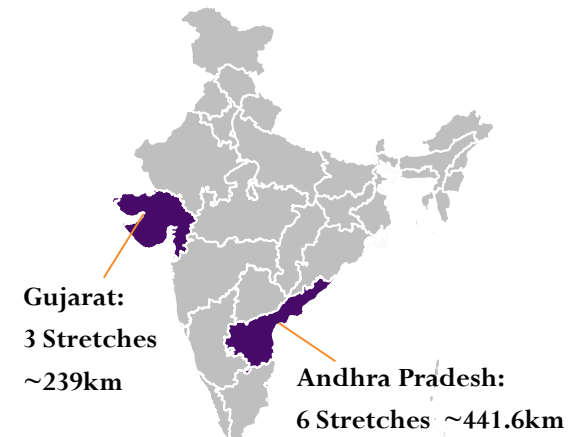 Gujarat:
3 Stretches
~239km
Andhra Pradesh:
6 Stretches ~441.6km